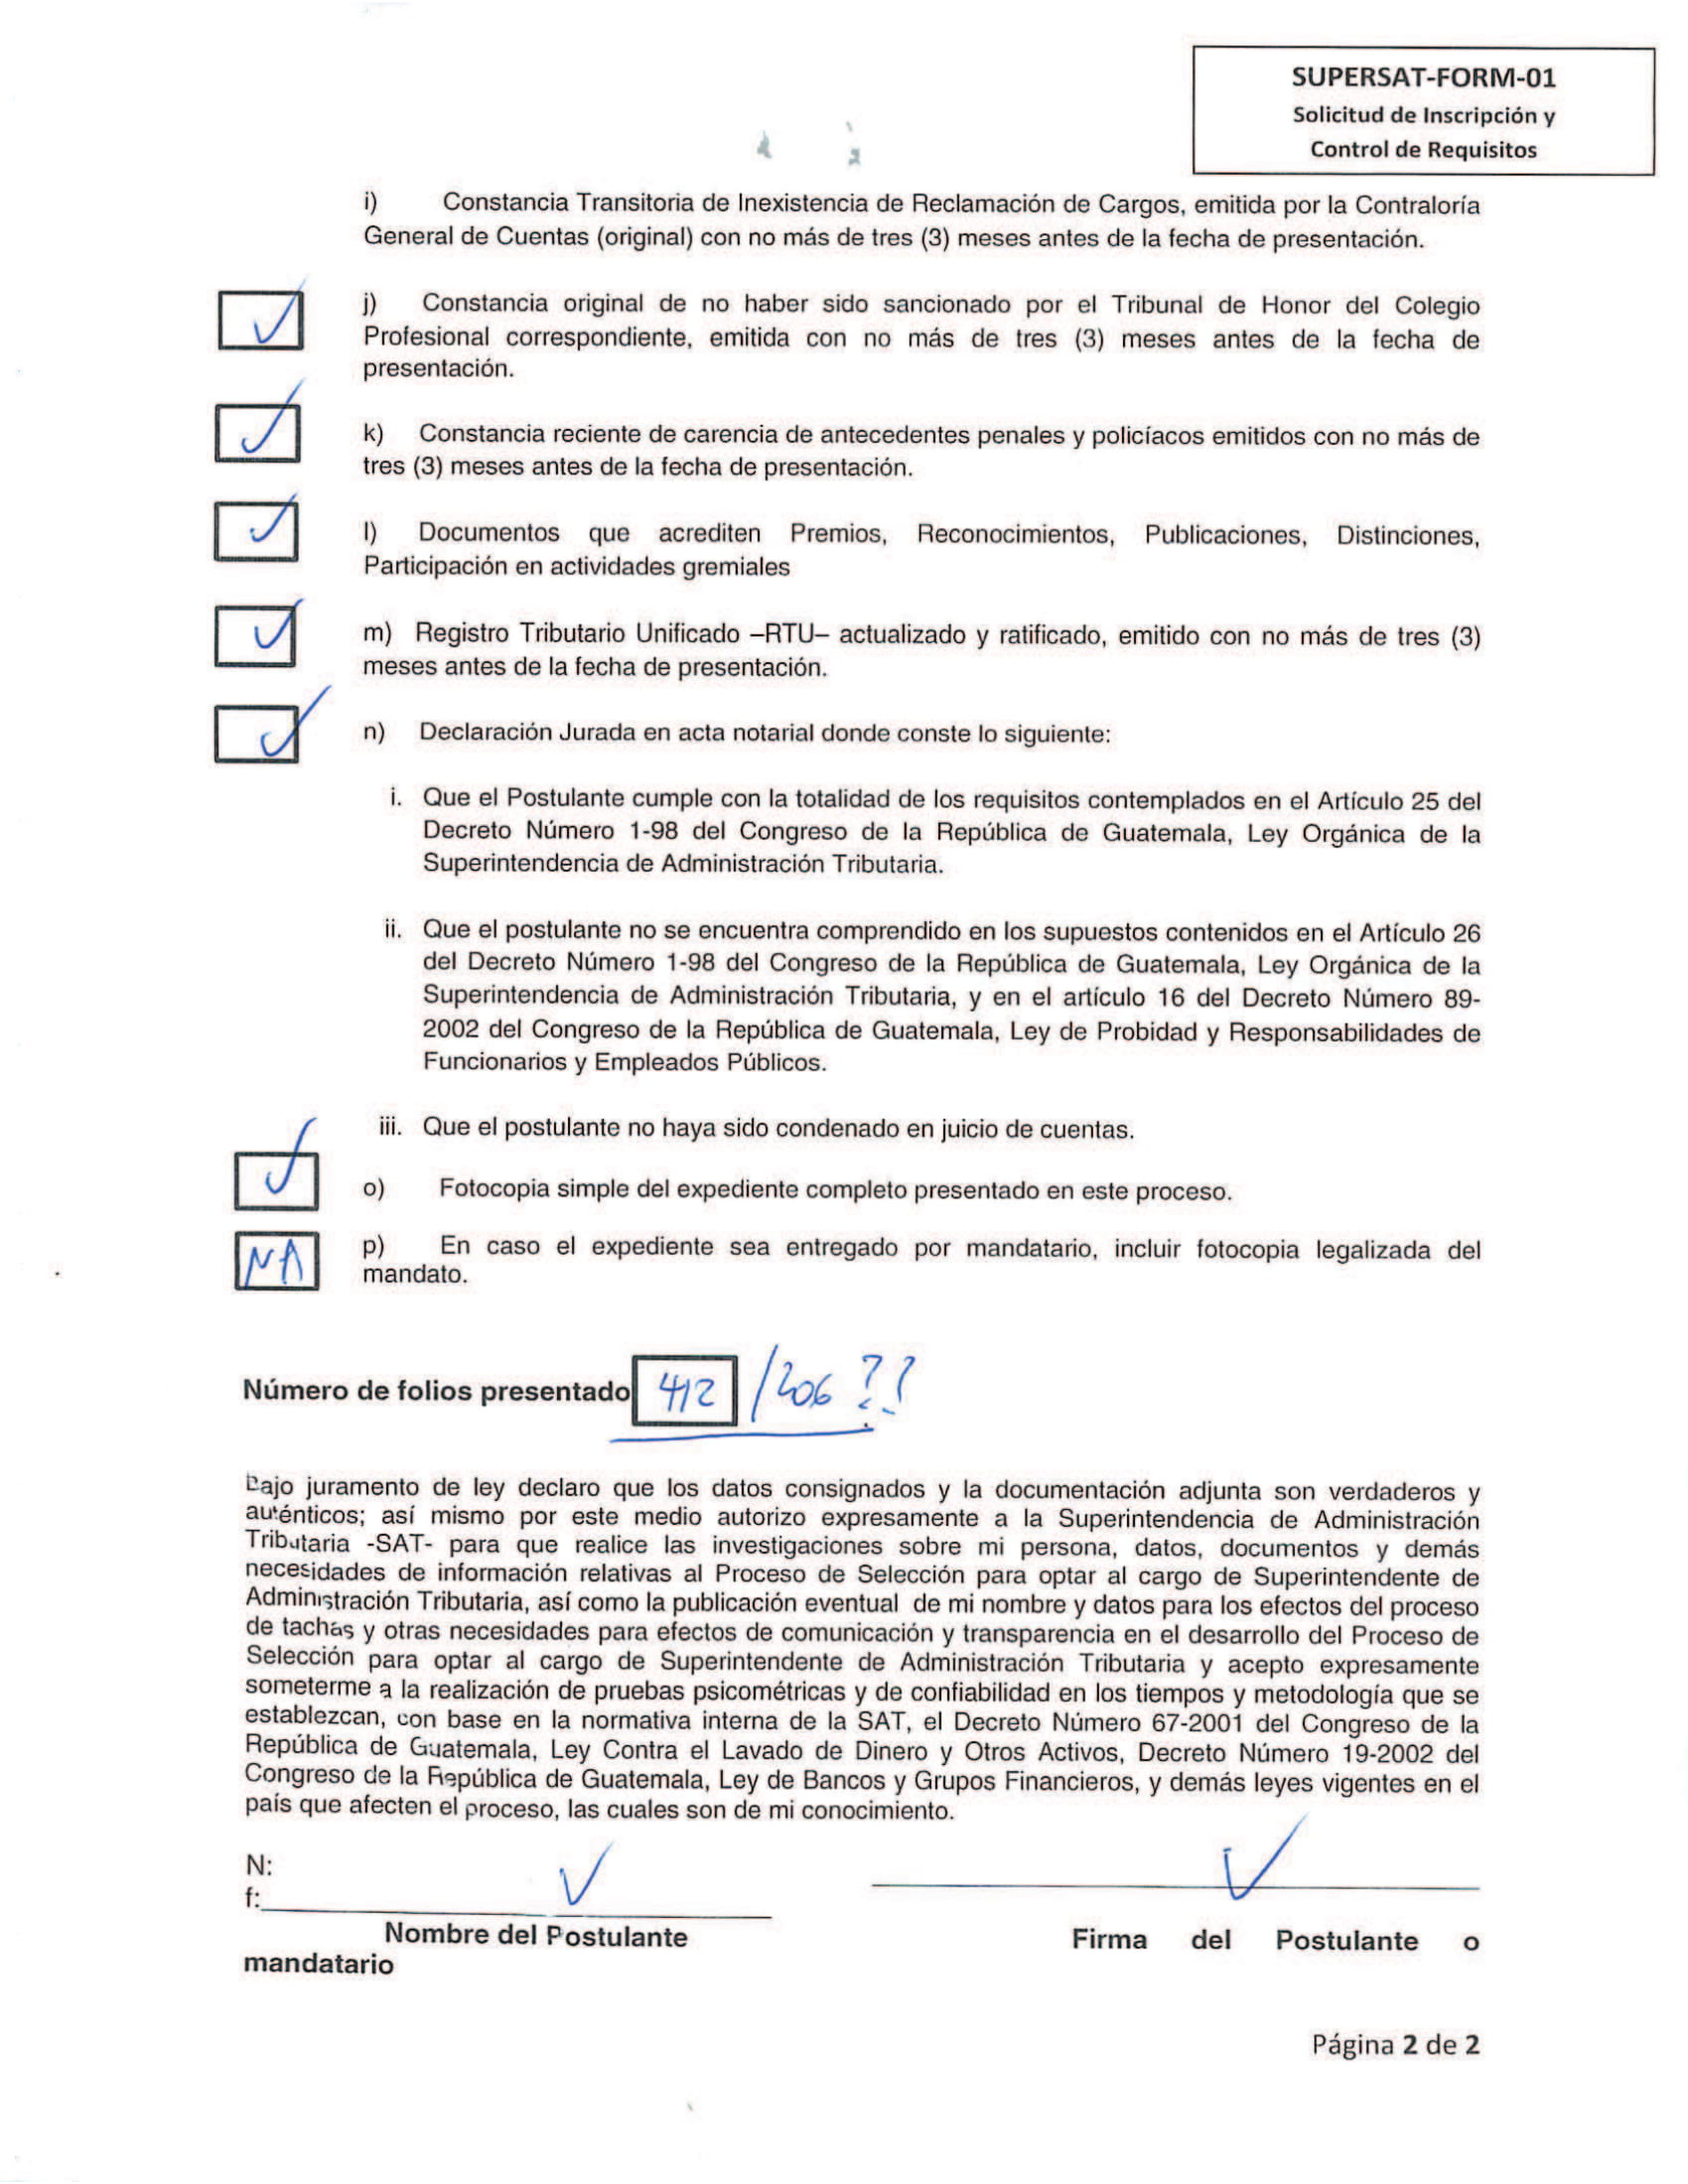 SUPERSAT-FORM-01
Solicitud de Inscripción y
Control de Requisitos
i) Constancia Transitoria de Inexistencia de Reclamación de Cargos, emitida por la Contraloría
General de Cuentas (original) con no más de tres (3) meses antes de la fecha de presentación.
j) Constancia original de no haber sido sancionado por el Tribunal de Honor del Colegio
Profesional correspondiente, emitida con no más de tres (3) meses antes de la fecha de
presentación.
k) Constancia reciente de carencia de antecedentes penales y policíacos emitidos con no más de
tres (3) meses antes de la fecha de presentación.
l) Documentos que acrediten Premios, Reconocimientos, Publicaciones, Distinciones,
Participación en actividades gremiales
m) Registro Tributario Unificado –RTU– actualizado y ratificado, emitido con no más de tres (3)
meses antes de la fecha de presentación.
n) Declaración Jurada en acta notarial donde conste lo siguiente:
i. Que el Postulante cumple con la totalidad de los requisitos contemplados en el Artículo 25 del
Decreto Número 1-98 del Congreso de la República de Guatemala, Ley Orgánica de la
Superintendencia de Administración Tributaria.
ii. Que el postulante no se encuentra comprendido en los supuestos contenidos en el Artículo 26
del Decreto Número 1-98 del Congreso de la República de Guatemala, Ley Orgánica de la
Superintendencia de Administración Tributaria, y en el artículo 16 del Decreto Número 89-
2002 del Congreso de la República de Guatemala, Ley de Probidad y Responsabilidades de
Funcionarios y Empleados Públicos.
iii. Que el postulante no haya sido condenado en juicio de cuentas.
o) Fotocopia simple del expediente completo presentado en este proceso.
NA p) En caso el expediente sea entregado por mandatario, incluir fotocopia legalizada del
mandato.
Número de folios presentado 412 /206 ??
Bajo juramento de ley declaro que los datos consignados y la documentación adjunta son verdaderos y
auténticos; así mismo por este medio autorizo expresamente a la Superintendencia de Administración
Tributaria -SAT- para que realice las investigaciones sobre mi persona, datos, documentos y demás
necesidades de información relativas al Proceso de Selección para optar al cargo de Superintendente de
Administración Tributaria, así como la publicación eventual de mi nombre y datos para los efectos del proceso
de tachas y otras necesidades para efectos de comunicación y transparencia en el desarrollo del Proceso de
Selección para optar al cargo de Superintendente de Administración Tributaria y acepto expresamente
someterme a la realización de pruebas psicométricas y de confiabilidad en los tiempos y metodología que se
establezcan, con base en la normativa interna de la SAT, el Decreto Número 67-2001 del Congreso de la
República de Guatemala, Ley Contra el Lavado de Dinero y Otros Activos, Decreto Número 19-2002 del
Congreso de la República de Guatemala, Ley de Bancos y Grupos Financieros, y demás leyes vigentes en el
país que afecten el proceso, las cuales son de mi conocimiento.
N:
f:
Nombre del Postulante Firma del Postulante o
mandatario
Página 2 de 2